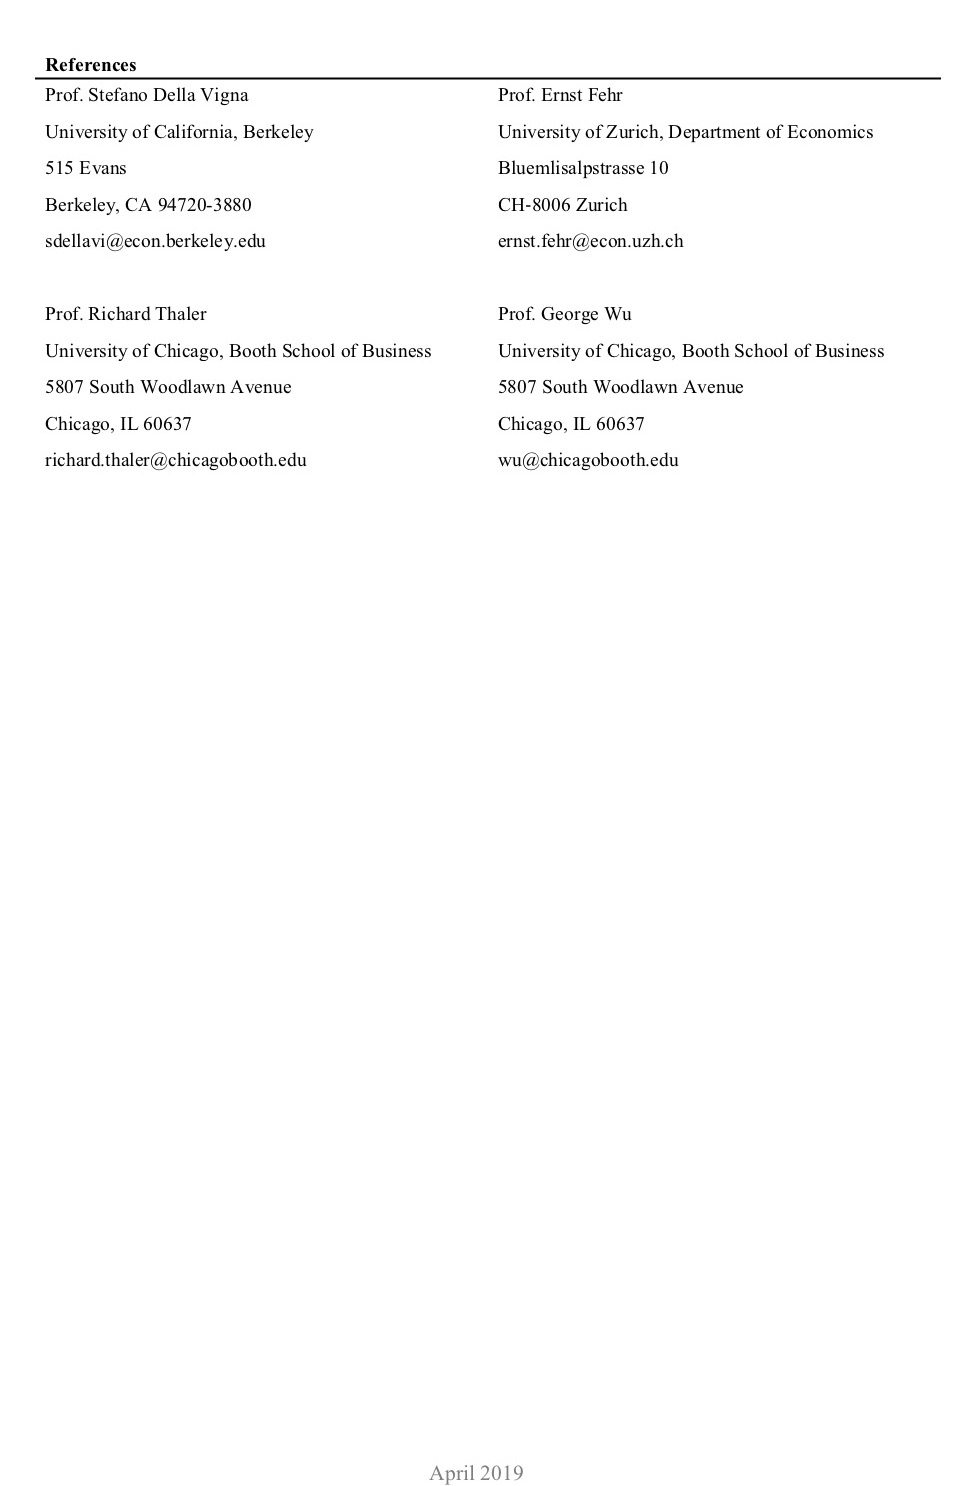 References
Prof. Stefano Della Vigna
University of California, Berkeley
515 Evans
Berkeley, CA 94720-3880
sdellavi@econ.berkeley.edu
Prof. Ernst Fehr
University of Zurich, Department of Economics
Bluemlisalpstrasse 10
CH-8006 Zurich
ernst.fehr@econ.uzh.ch
Prof. Richard Thaler
University of Chicago, Booth School of Business
5807 South Woodlawn Avenue
Chicago, IL 60637
richard.thaler@chicagobooth.edu
Prof. George Wu
University of Chicago, Booth School of Business
5807 South Woodlawn Avenue
Chicago, IL 60637
wu@chicagobooth.edu
April 2019